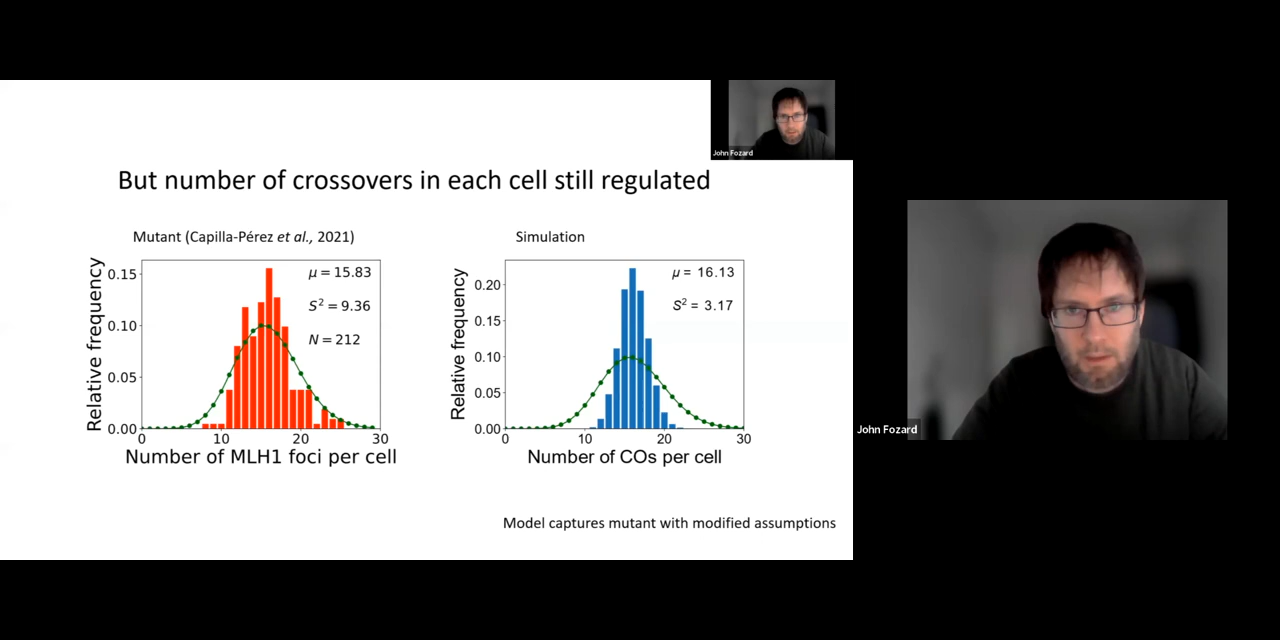 John Fozard
But number of crossovers in each cell still regulated
Mutant (Capilla-Pérez et al., 2021)
Simulation
Relative frequency
0.15
0.10
0.05
0.00
μ = 15.83
S² = 9.36
N = 212
0
10
20
30
Number of MLH1 foci per cell
Relative frequency
0.20
0.15
0.10
0.05
0.00
μ = 16.13
S² = 3.17
0
10
20
30
Number of COs per cell
Model captures mutant with modified assumptions
John Fozard